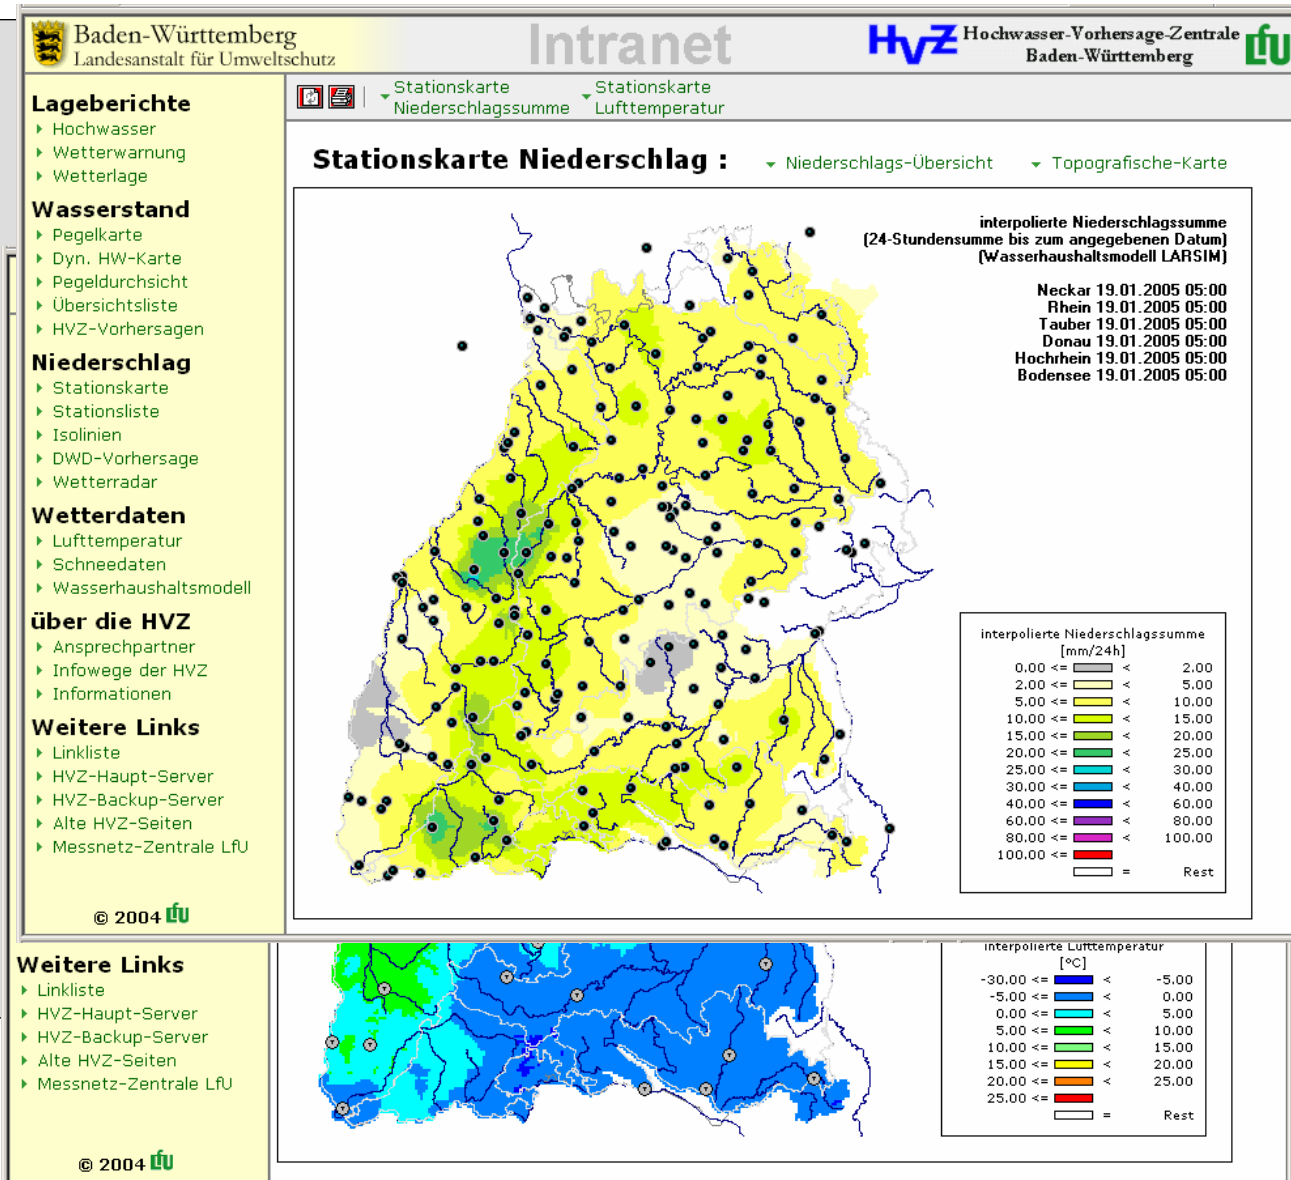 Baden-Württemberg
Landesanstalt für Umweltschutz
Intranet
HVZ
Hochwasser-Vorhersage-Zentrale
Baden-Württemberg
LfU
Lageberichte
Hochwasser
Wetterwarnung
Wetterlage
Wasserstand
Pegelkarte
Dyn. HW-Karte
Pegeldurchsicht
Übersichtsliste
HVZ-Vorhersagen
Niederschlag
Stationskarte
Stationsliste
Isolinien
DWD-Vorhersage
Wetterradar
Wetterdaten
Lufttemperatur
Schneedaten
Wasserhaushaltsmodell
über die HVZ
Ansprechpartner
Infowege der HVZ
Informationen
Weitere Links
Linkliste
HVZ-Haupt-Server
HVZ-Backup-Server
Alte HVZ-Seiten
Messnetz-Zentrale LfU
© 2004 LfU
Stationskarte Niederschlagssumme
Stationskarte Lufttemperatur
Stationskarte Niederschlag :
Niederschlags-Übersicht
Topografische-Karte
interpolierte Niederschlagssumme
(24-Stundensumme bis zum angegebenen Datum)
(Wasserhaushaltsmodell LARSIM)
Neckar 19.01.2005 05:00
Rhein 19.01.2005 05:00
Tauber 19.01.2005 05:00
Donau 19.01.2005 05:00
Hochrhein 19.01.2005 05:00
Bodensee 19.01.2005 05:00
interpolierte Niederschlagssumme
[mm/24h]
0.00 <= < 2.00
2.00 <= < 5.00
5.00 <= < 10.00
10.00 <= < 15.00
15.00 <= < 20.00
20.00 <= < 25.00
25.00 <= < 30.00
30.00 <= < 40.00
40.00 <= < 60.00
60.00 <= < 80.00
80.00 <= < 100.00
100.00 <=
= Rest
Weitere Links
Linkliste
HVZ-Haupt-Server
HVZ-Backup-Server
Alte HVZ-Seiten
Messnetz-Zentrale LfU
© 2004 LfU
interpolierte Lufttemperatur
[°C]
-30.00 <= < -5.00
-5.00 <= < 0.00
0.00 <= < 5.00
5.00 <= < 10.00
10.00 <= < 15.00
15.00 <= < 20.00
20.00 <= < 25.00
25.00 <=
= Rest